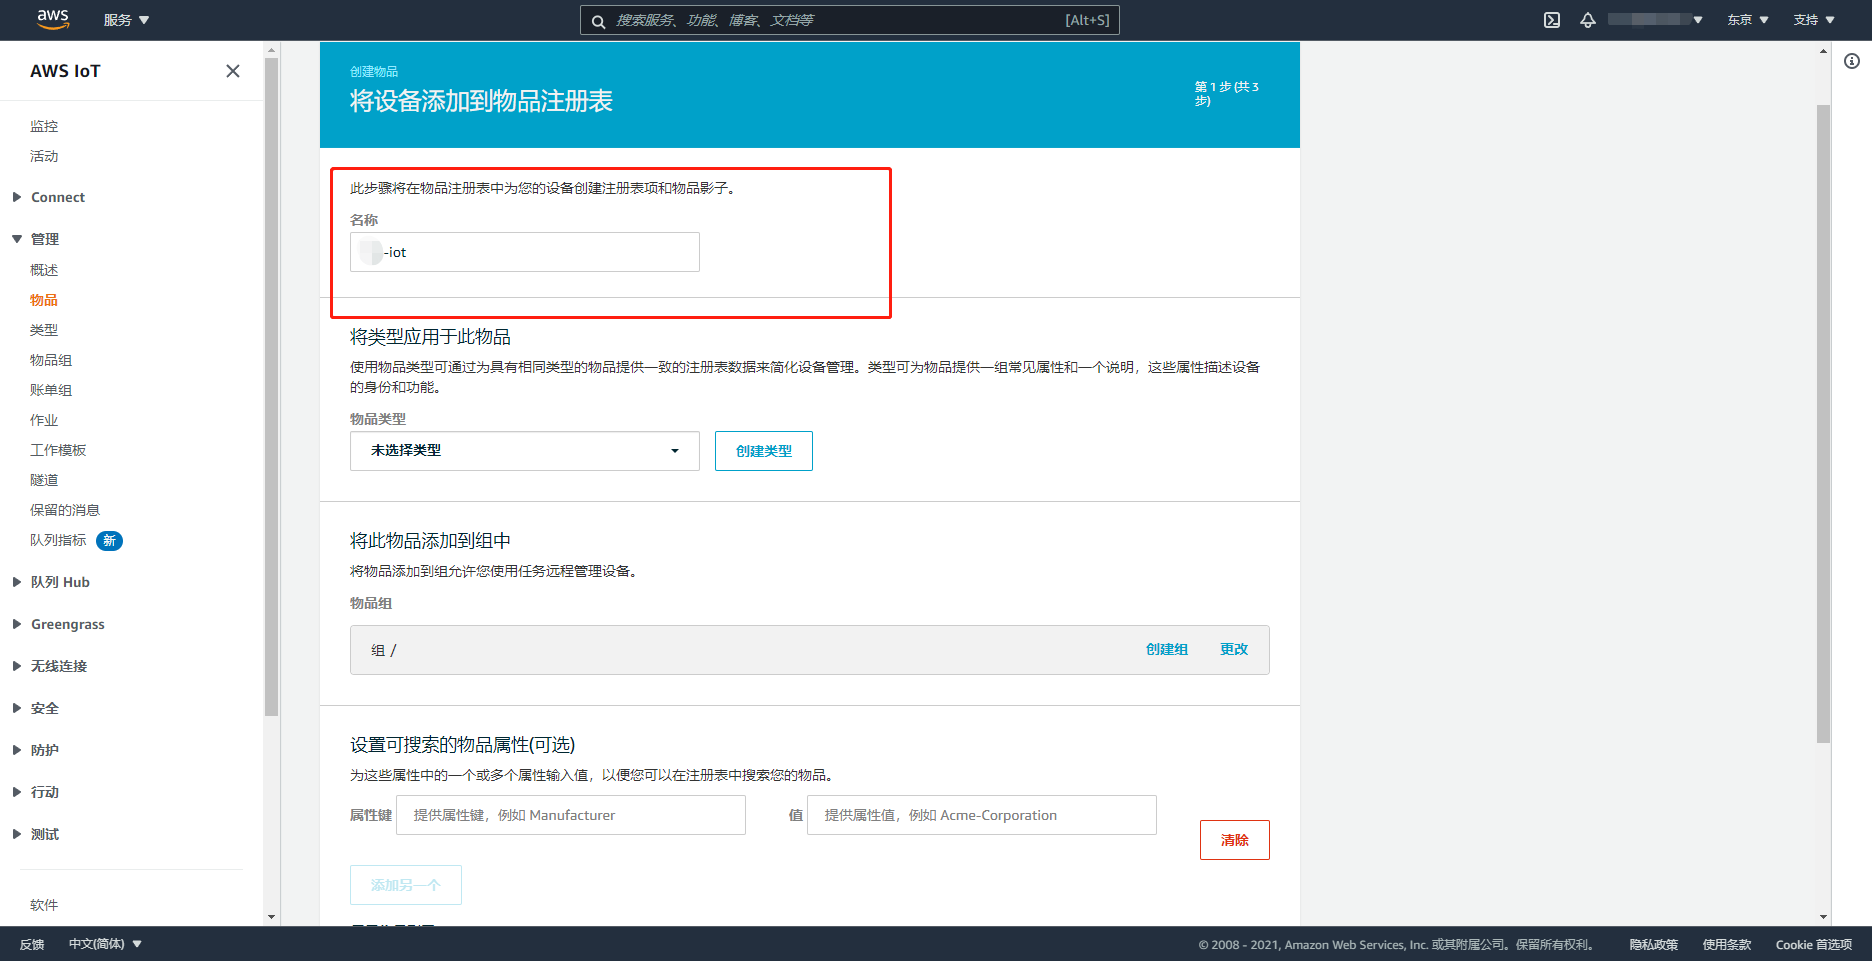 aws
服务
搜索服务、功能、博客、文档等
[Alt+S]
东京
支持
AWS IoT
监控
活动
Connect
管理
概述
物品
类型
物品组
账单组
作业
工作模板
隧道
保留的消息
队列指标 新
队列 Hub
Greengrass
无线连接
安全
防护
行动
测试
软件
创建物品
将设备添加到物品注册表
第 1 步 (共 3
步)
此步骤将在物品注册表中为您的设备创建注册表项和物品影子。
名称
-iot
将类型应用于此物品
使用物品类型可通过为具有相同类型的物品提供一致的注册表数据来简化设备管理。类型可为物品提供一组常见属性和一个说明，这些属性描述设备
的身份和功能。
物品类型
未选择类型
创建类型
将此物品添加到组中
将物品添加到组允许您使用任务远程管理设备。
物品组
组 /
创建组
更改
设置可搜索的物品属性(可选)
为这些属性中的一个或多个属性输入值，以便您可以在注册表中搜索您的物品。
属性键
提供属性键，例如 Manufacturer
值
提供属性值，例如 Acme-Corporation
清除
添加另一个
反馈
中文(简体)
© 2008 - 2021, Amazon Web Services, Inc. 或其附属公司。保留所有权利。
隐私政策
使用条款
Cookie 首选项